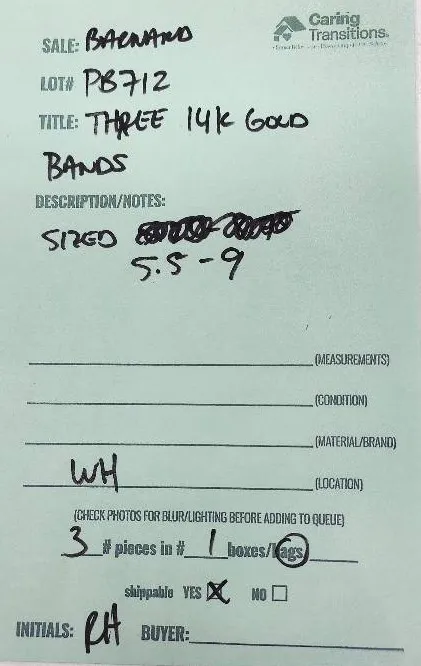 Caring
Transitions
SALE: BARNARD
LOT# PB712
TITLE: THREE 14K GOLD
BANDS
DESCRIPTION/NOTES:
SIZED
5.5-9
(MEASUREMENTS)
(CONDITION)
(MATERIAL/BRAND)
WH (LOCATION)
(CHECK PHOTOS FOR BLUR/LIGHTING BEFORE ADDING TO QUEUE)
3 # pieces in # 1 boxes/bags
shippable YES X NO
INITIALS: RH BUYER: